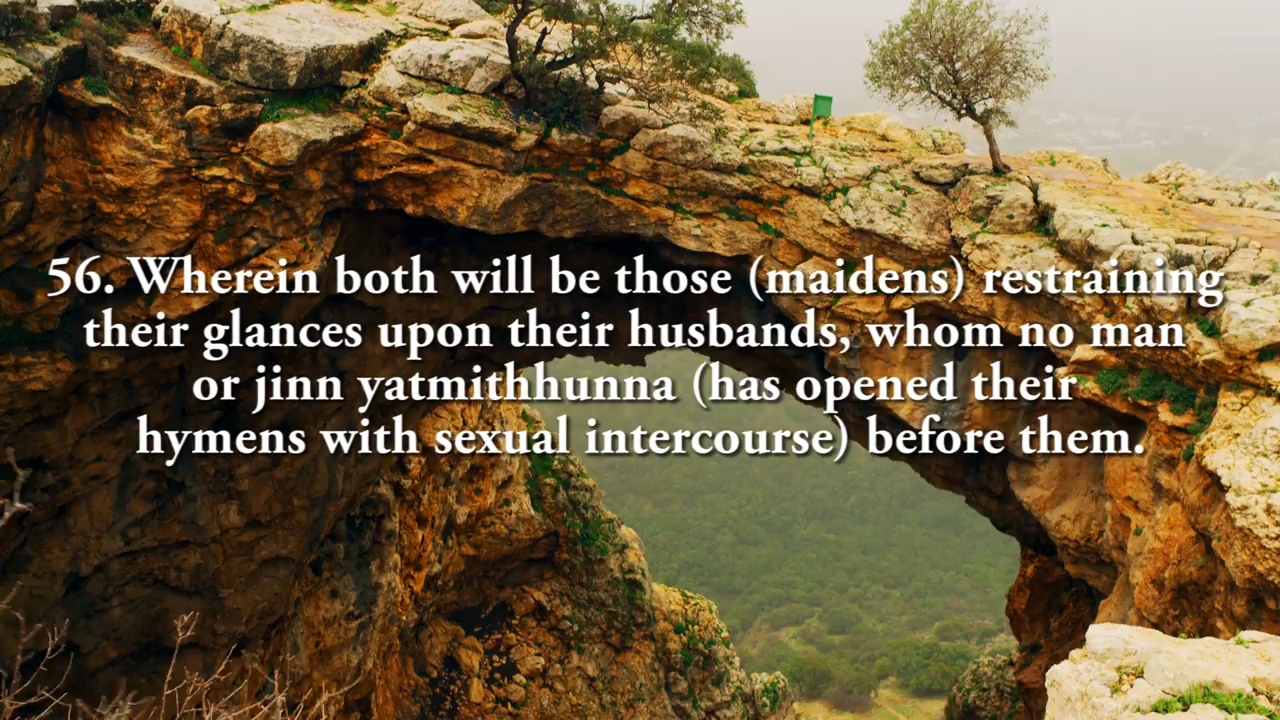 56. Wherein both will be those (maidens) restraining
their glances upon their husbands, whom no man
or jinn yatmithhunna (has opened their
hymens with sexual intercourse) before them.